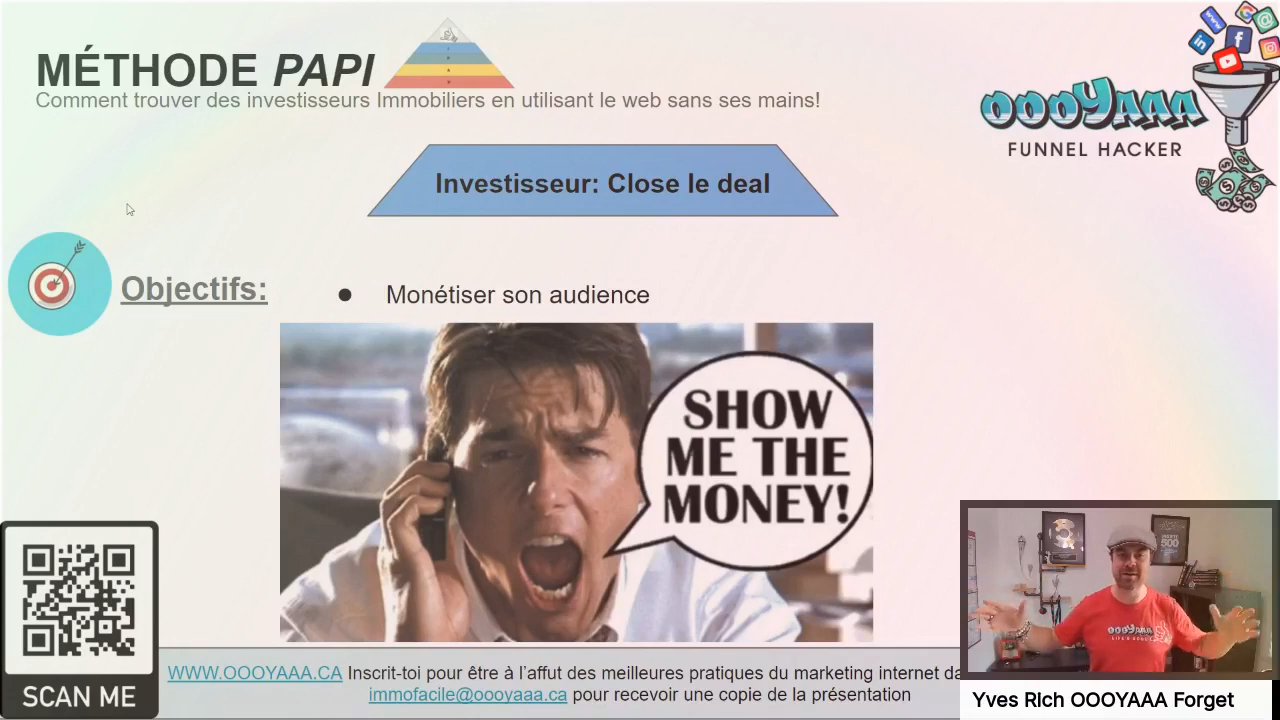 MÉTHODE PAPI
Comment trouver des investisseurs Immobiliers en utilisant le web sans ses mains!
OOOYAAA
FUNNEL HACKER
Investisseur: Close le deal
Objectifs:
● Monétiser son audience
SHOW
ME THE
MONEY!
500
OOOYAAA
SCAN ME
WWW.OOOYAAA.CA Inscrit-toi pour être à l'affut des meilleures pratiques du marketing internet da
immofacile@oooyaaa.ca pour recevoir une copie de la présentation
Yves RIch OOOYAAA Forget